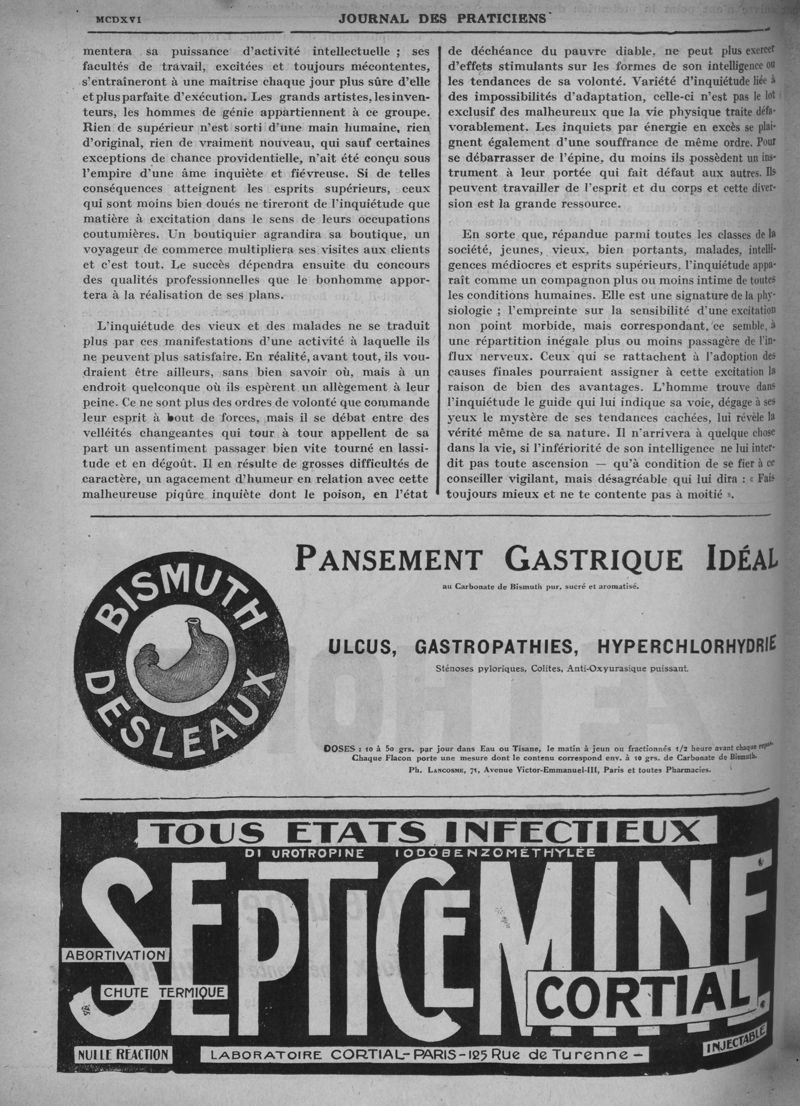 MCDXVI
JOURNAL DES PRATICIENS
mentera sa puissance d'activité intellectuelle ; ses
facultés de travail, excitées et toujours mécontentes,
s'entraîneront à une maîtrise chaque jour plus sûre d'elle
et plus parfaite d'exécution. Les grands artistes, les inven-
teurs, les hommes de génie appartiennent à ce groupe.
Rien de supérieur n'est sorti d'une main humaine, rien
d'original, rien de vraiment nouveau, qui sauf certaines
exceptions de chance providentielle, n'ait été conçu sous
l'empire d'une âme inquiète et fiévreuse. Si de telles
conséquences atteignent les esprits supérieurs, ceux
qui sont moins bien doués ne tireront de l'inquiétude que
matière à excitation dans le sens de leurs occupations
coutumières. Un boutiquier agrandira sa boutique, un
voyageur de commerce multipliera ses visites aux clients
et c'est tout. Le succès dépendra ensuite du concours
des qualités professionnelles que le bonhomme appor-
tera à la réalisation de ses plans.
L'inquiétude des vieux et des malades ne se traduit
plus par ces manifestations d'une activité à laquelle ils
ne peuvent plus satisfaire. En réalité, avant tout, ils vou-
draient être ailleurs, sans bien savoir où, mais à un
endroit quelconque où ils espèrent un allègement à leur
peine. Ce ne sont plus des ordres de volonté que commande
leur esprit à bout de forces, mais il se débat entre des
velléités changeantes qui tour à tour appellent de sa
part un assentiment passager bien vite tourné en lassi-
tude et en dégoût. Il en résulte de grosses difficultés de
caractère, un agacement d'humeur en relation avec cette
malheureuse piqûre inquiète dont le poison, en l'état
de déchéance du pauvre diable, ne peut plus exercer
d'effets stimulants sur les formes de son intelligence ou
les tendances de sa volonté. Variété d'inquiétude liée à
des impossibilités d'adaptation, celle-ci n'est pas le lot
exclusif des malheureux que la vie physique traite défa-
vorablement. Les inquiets par énergie en excès se plai-
gnent également d'une souffrance de même ordre. Pour
se débarrasser de l'épine, du moins ils possèdent un ins-
trument à leur portée qui fait défaut aux autres. Ils
peuvent travailler de l'esprit et du corps et cette diver-
sion est la grande ressource.
En sorte que, répandue parmi toutes les classes de la
société, jeunes, vieux, bien portants, malades, intelli-
gences médiocres et esprits supérieurs, l'inquiétude appa-
raît comme un compagnon plus ou moins intime de toutes
les conditions humaines. Elle est une signature de la phy-
siologie ; l'empreinte sur la sensibilité d'une excitation
non point morbide, mais correspondant, ce semble, à
une répartition inégale plus ou moins passagère de l'in-
flux nerveux. Ceux qui se rattachent à l'adoption des
causes finales pourraient assigner à cette excitation la
raison de bien des avantages. L'homme trouve dans
l'inquiétude le guide qui lui indique sa voie, dégage à ses
yeux le mystère de ses tendances cachées, lui révèle la
vérité même de sa nature. Il n'arrivera à quelque chose
dans la vie, si l'infériorité de son intelligence ne lui inter-
dit pas toute ascension — qu'à condition de se fier à ce
conseiller vigilant, mais désagréable qui lui dira : « Fais
toujours mieux et ne te contente pas à moitié ».
BISMUTH
DESLEAUX
PANSEMENT GASTRIQUE IDÉAL
au Carbonate de Bismuth pur, sucré et aromatisé.
ULCUS, GASTROPATHIES, HYPERCHLORHYDRIE
Sténoses pyloriques, Colites, Anti-Oxyurasique puissant.
DOSES : 10 à 50 grs. par jour dans Eau ou Tisane, le matin à jeun ou fractionnés 1/2 heure avant chaque repas.
Chaque Flacon porte une mesure dont le contenu correspond env. à 10 grs. de Carbonate de Bismuth.
Ph. LANCOSME, 71, Avenue Victor-Emmanuel-III, Paris et toutes Pharmacies.
TOUS ETATS INFECTIEUX
DI UROTROPINE IODOBENZOMÉTHYLÉE
SEPTICEMINE
ABORTIVATION
CHUTE TERMIQUE
CORTIAL
NULLE RÉACTION
LABORATOIRE CORTIAL-PARIS-125 Rue de Turenne -
INJECTABLE